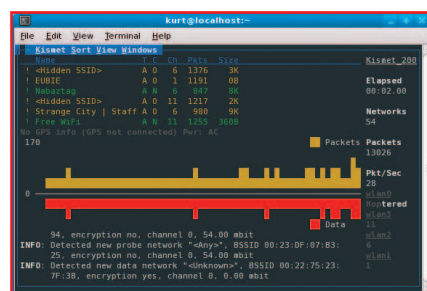 kurt@localhost:~
File Edit View Terminal Help
Kismet Sort View Windows
Name T C Ch Pkts Size
Kismet_200
! <Hidden SSID> A O 6 1376 3K
! EUBIE A O 1 1191 0B
Elapsed
! Nabaztag A N 6 847 8K
00:02.00
! <Hidden SSID> A O 11 1217 2K
! Strange City | Staff A O 6 980 9K
Networks
! Free WiFi A N 11 1255 360B
54
No GPS info (GPS not connected) Pwr: AC
170
Packets
Packets
13026
Pkt/Sec
28
0
wlan0
Hoptered
wlan3
Data
11
94, encryption no, channel 0, 54.00 mbit
wlan2
INFO: Detected new probe network "<Any>", BSSID 00:23:DF:07:B3:
6
25, encryption no, channel 0, 54.00 mbit
wlan1
INFO: Detected new data network "<Unknown>", BSSID 00:22:75:23:
1
7F:38, encryption yes, channel 0, 0.00 mbit